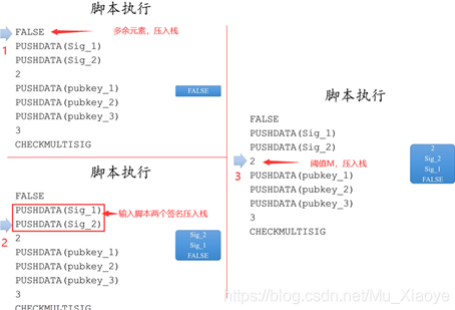 脚本执行
FALSE
多余元素,压入栈
1
PUSHDATA(Sig_1)
PUSHDATA(Sig_2)
2
PUSHDATA(pubkey_1)
PUSHDATA(pubkey_2)
PUSHDATA(pubkey_3)
3
CHECKMULTISIG
FALSE
脚本执行
FALSE
PUSHDATA(Sig_1)
PUSHDATA(Sig_2)
输入脚本两个签名压入栈
2
2
PUSHDATA(pubkey_1)
PUSHDATA(pubkey_2)
PUSHDATA(pubkey_3)
3
CHECKMULTISIG
Sig_2
Sig_1
FALSE
脚本执行
FALSE
PUSHDATA(Sig_1)
PUSHDATA(Sig_2)
2
阈值M,压入栈
3
PUSHDATA(pubkey_1)
PUSHDATA(pubkey_2)
PUSHDATA(pubkey_3)
3
CHECKMULTISIG
2
Sig_2
Sig_1
FALSE
https://blog.csdn.net/Mu_Xiaoye